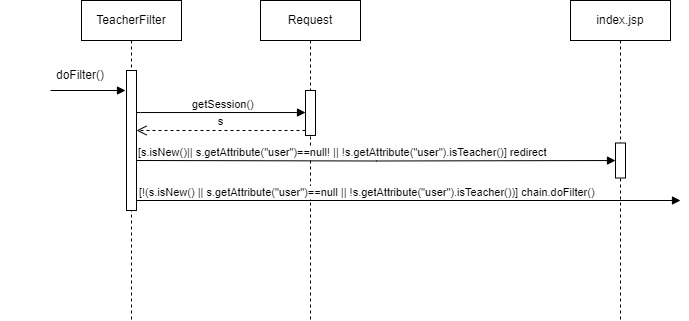 TeacherFilter
Request
index.jsp
doFilter()
getSession()
s
[s.isNew()|| s.getAttribute("user")==null! || !s.getAttribute("user").isTeacher()] redirect
[!(s.isNew() || s.getAttribute("user")==null || !s.getAttribute("user").isTeacher())] chain.doFilter()